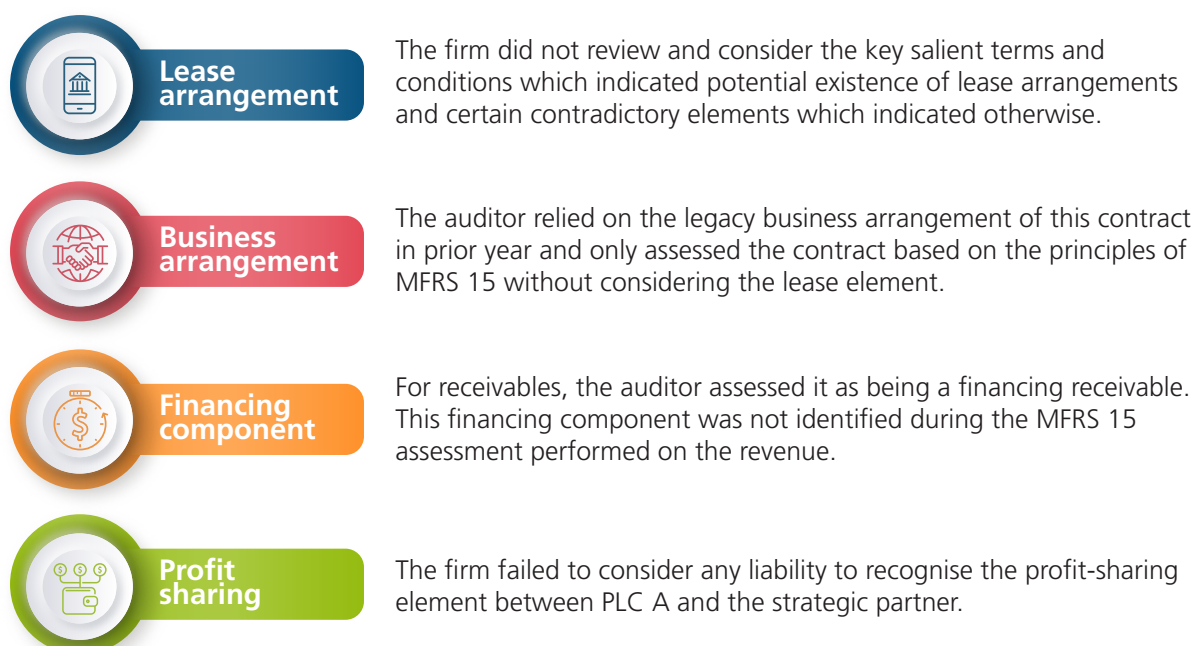 Lease
arrangement
The firm did not review and consider the key salient terms and
conditions which indicated potential existence of lease arrangements
and certain contradictory elements which indicated otherwise.
Business
arrangement
The auditor relied on the legacy business arrangement of this contract
in prior year and only assessed the contract based on the principles of
MFRS 15 without considering the lease element.
Financing
component
For receivables, the auditor assessed it as being a financing receivable.
This financing component was not identified during the MFRS 15
assessment performed on the revenue.
Profit
sharing
The firm failed to consider any liability to recognise the profit-sharing
element between PLC A and the strategic partner.